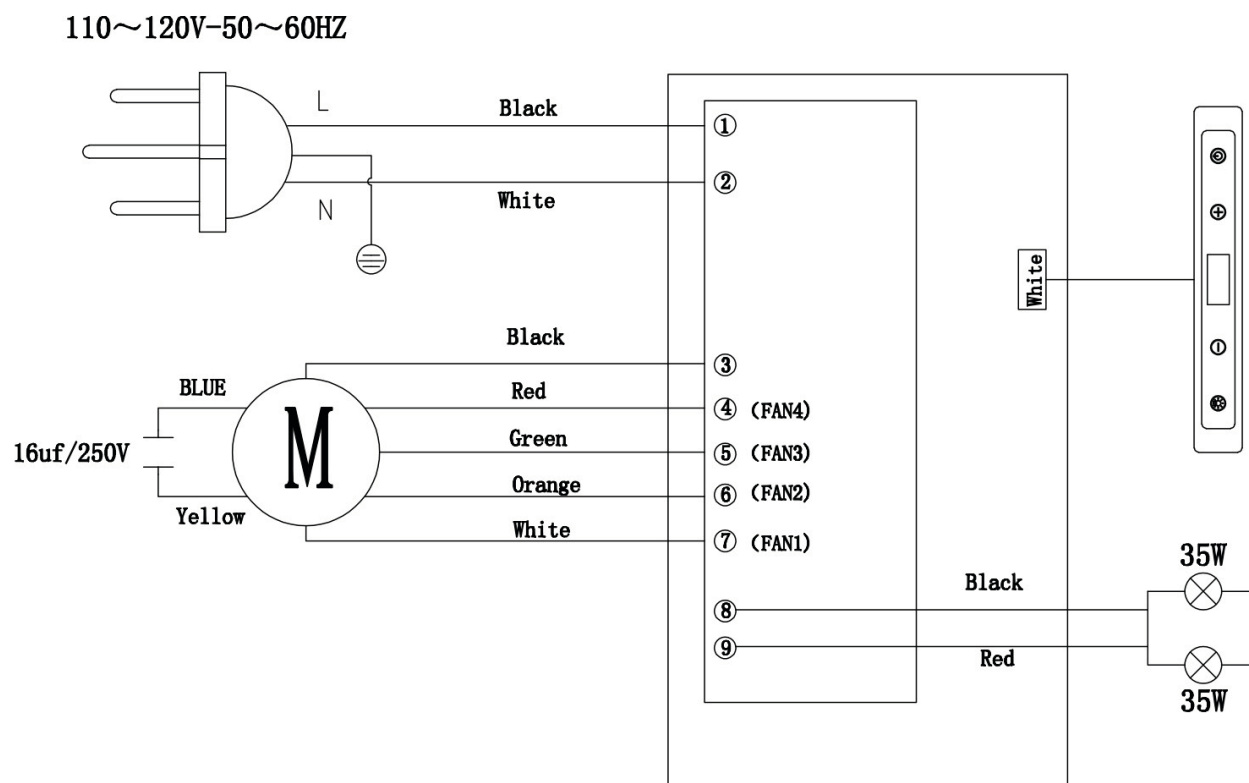 110～120V-50～60HZ
L
Black
①
N
White
②
White
Black
③
BLUE
Red
④ (FAN4)
16uf/250V
M
Green
⑤ (FAN3)
Orange
⑥ (FAN2)
Yellow
White
⑦ (FAN1)
35W
Black
⑧
Red
⑨
35W